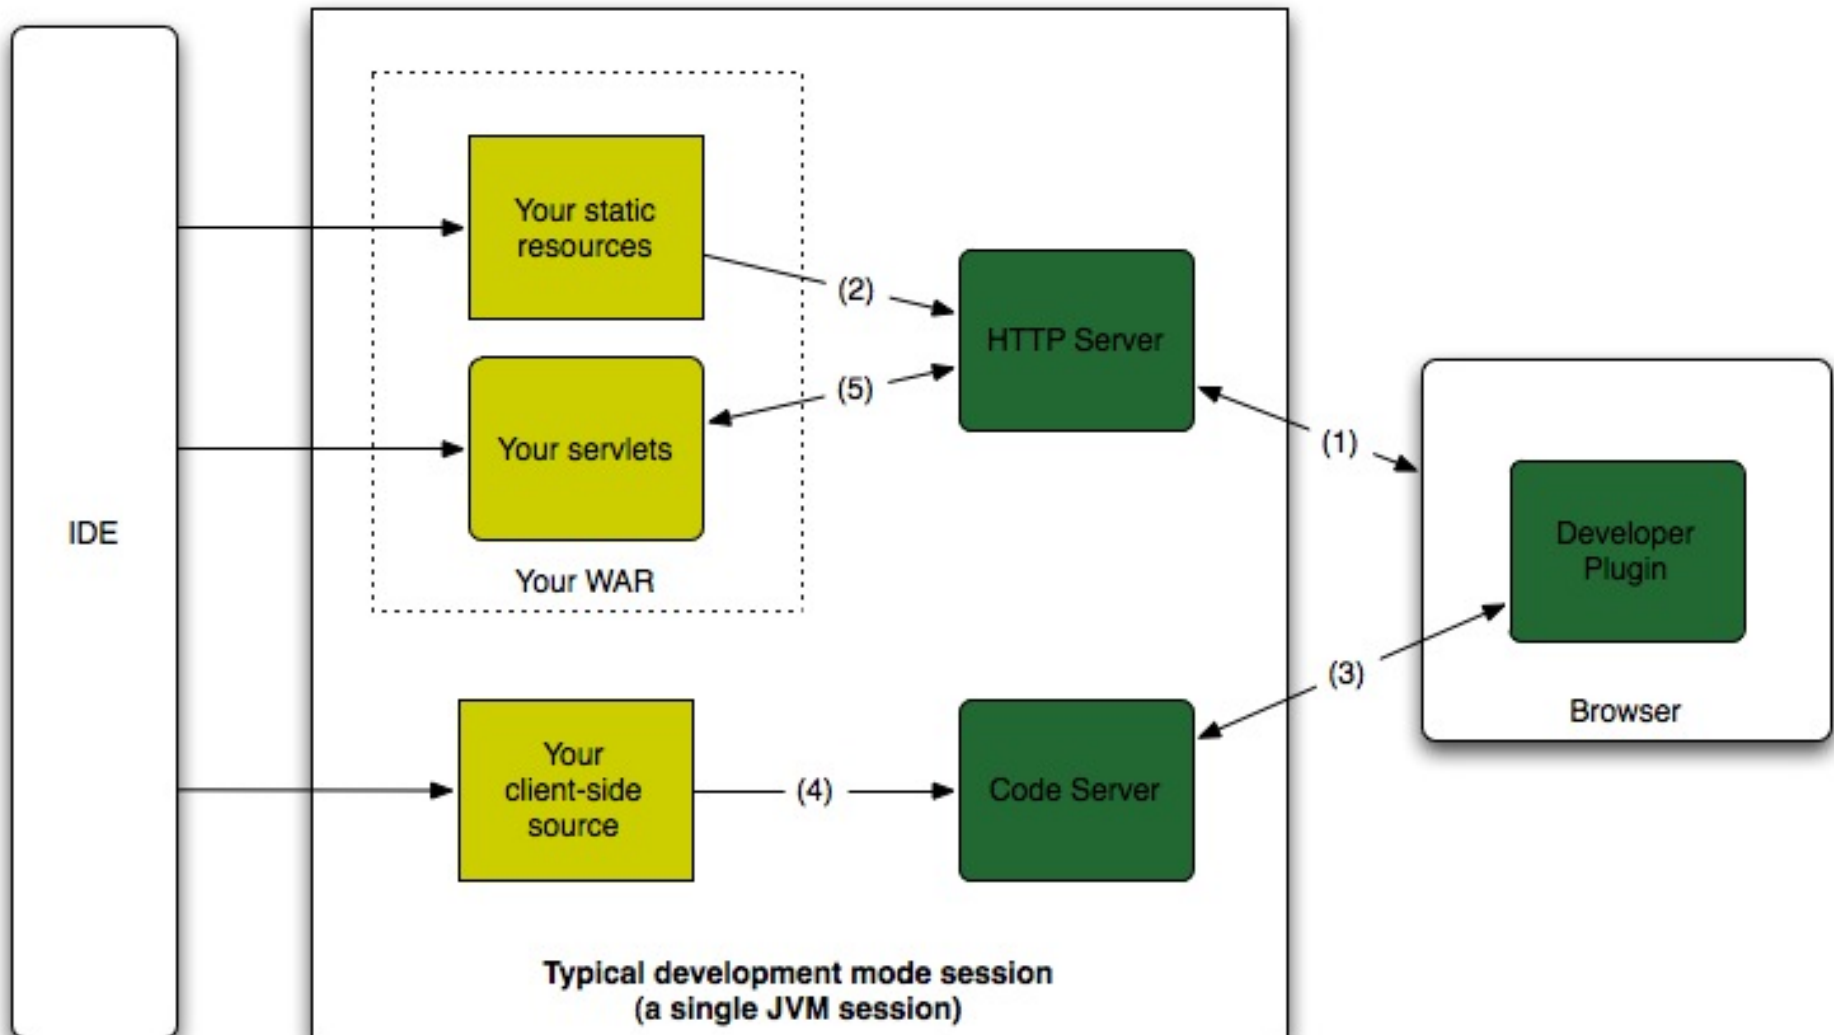 IDE
Your static
resources
(2)
HTTP Server
(5)
Your servlets
(1)
Your WAR
Developer
Plugin
(3)
Browser
Your
client-side
source
(4)
Code Server
Typical development mode session
(a single JVM session)